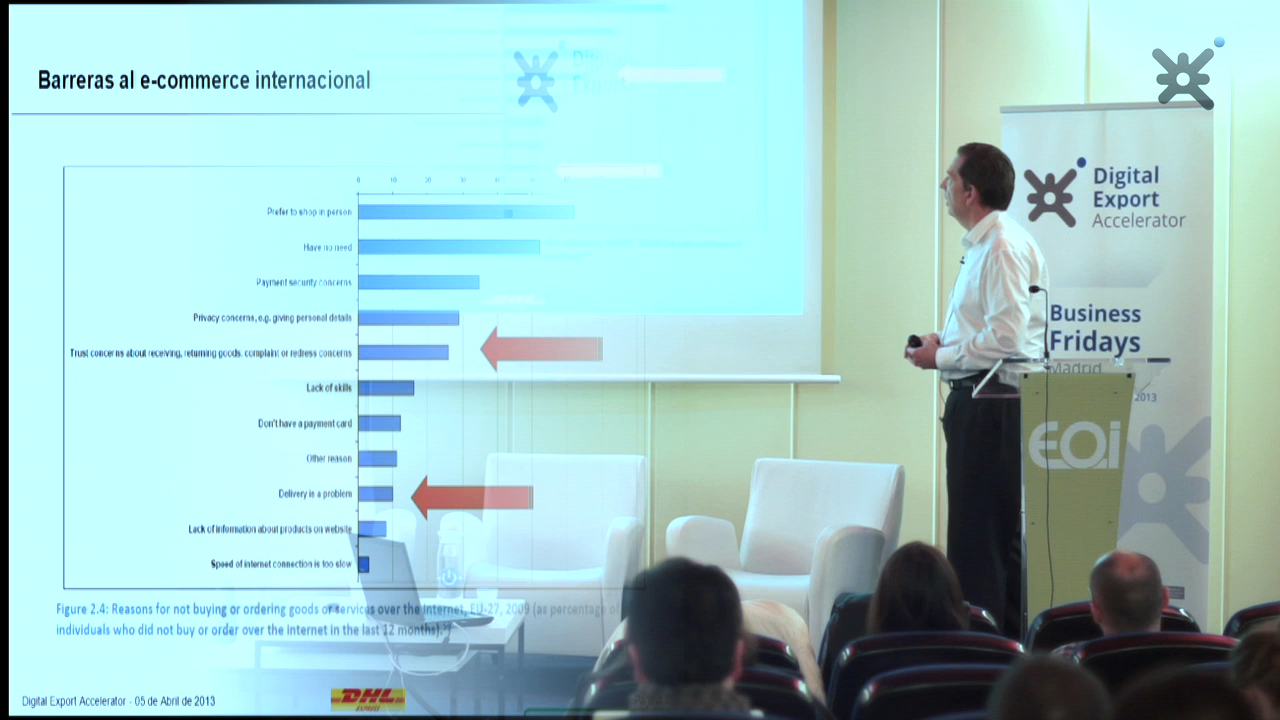 Barreras al e-commerce internacional
0 10 20 30
Prefer to shop in person
Have no need
Payment security concerns
Privacy concerns, e.g. giving personal details
Trust concerns about receiving, returning goods, complaint or redress concerns
Lack of skills
Don't have a payment card
Other reason
Delivery is a problem
Lack of information about products on website
Speed of internet connection is too slow
Figure 2.4: Reasons for not buying or ordering goods or services over the internet, EU-27, 2009 (as percentage of
individuals who did not buy or order over the internet in the last 12 months).
Digital Export Accelerator - 05 de Abril de 2013
DHL
EXPRESS
Digital
Export
Accelerator
Business
Fridays
Madrid
2013
EOi